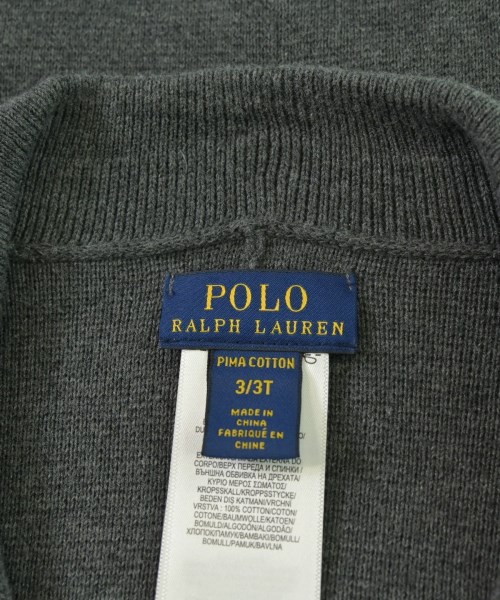 POLO
RALPH LAUREN
PIMA COTTON
3/3T
MADE IN
CHINA
FABRIQUÉ EN
CHINE
CORPO/ВЕРХ ПЕРЕДА И СПИНКИ /
ВЪНШНА ОБВИВКА НА ДРЕХАТА/
ΚΥΡΙΟ ΜΕΡΟΣ ΣΩΜΑΤΟΣ/
KROPSSKALL/KROPPSSTYCKE/
BEDEN DIŞ KATMANI/VRCHNÍ
VRSTVA : 100% COTTON/COTON/
COTONE/BAUMWOLLE/KATOEN/
BOMULD/ALGODÓN/ALGODÃO/
ХЛОПОК/ПАМУК/ΒΑΜΒΑΚΙ/BOMULL/
BOMULL/PAMUK/BAVLNA